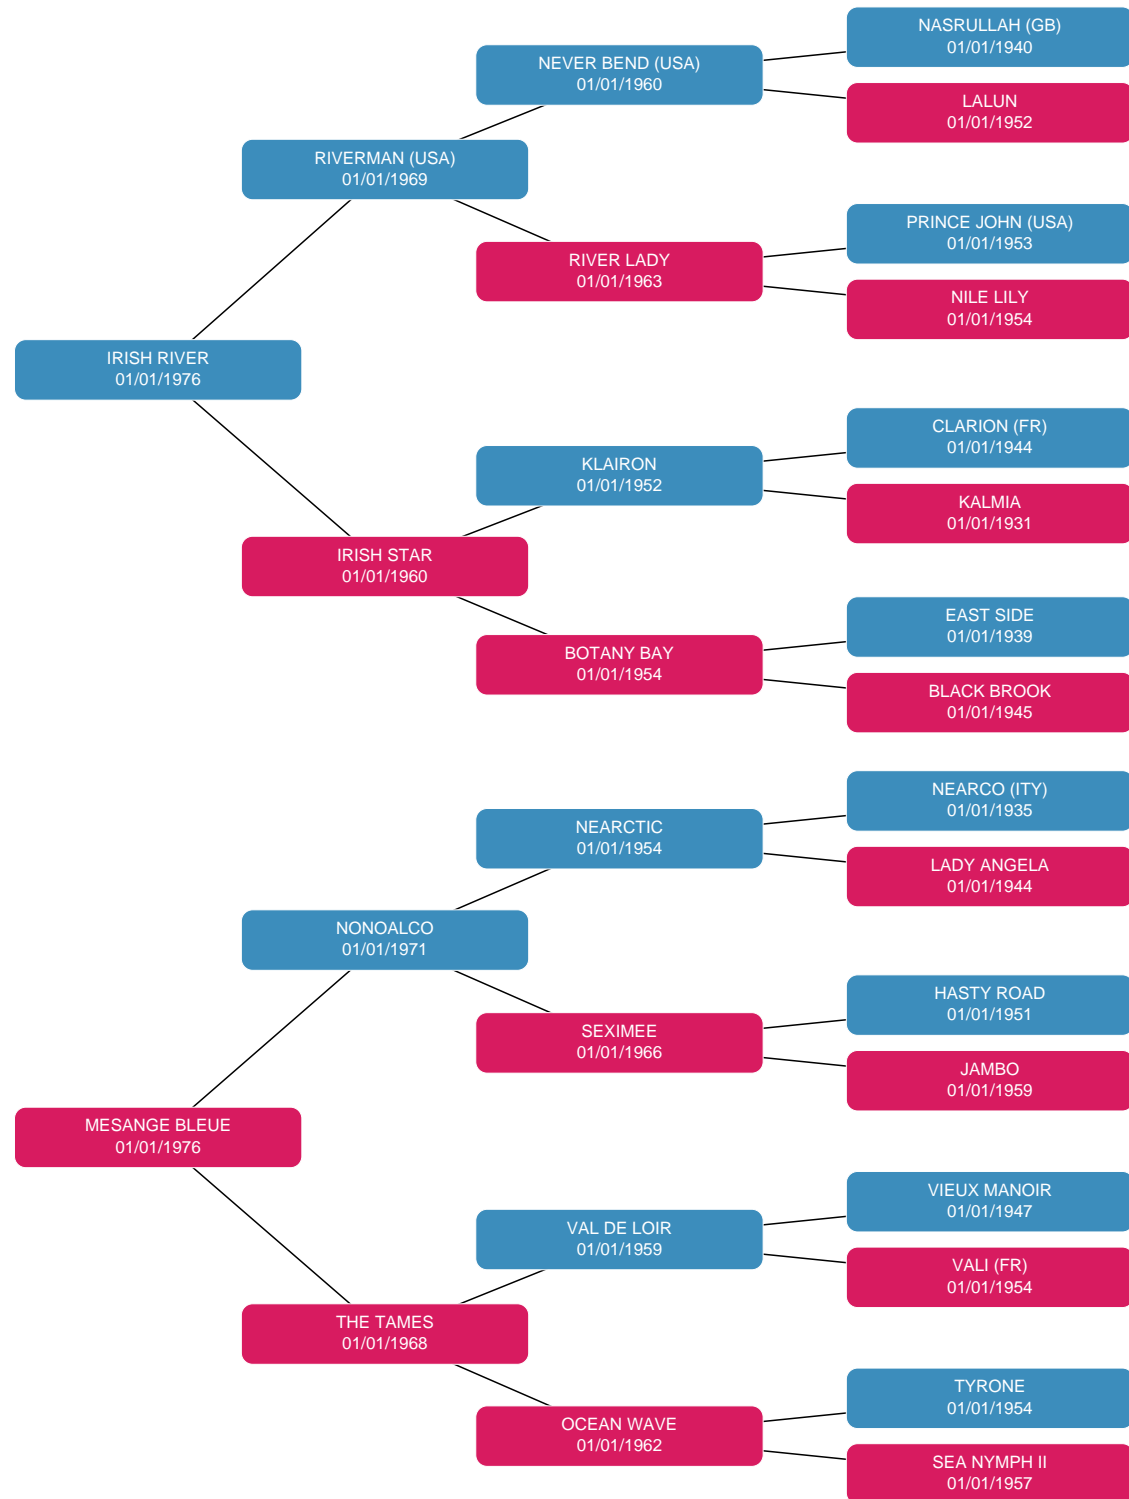 NASRULLAH (GB)
01/01/1940
NEVER BEND (USA)
01/01/1960
LALUN
01/01/1952
RIVERMAN (USA)
01/01/1969
PRINCE JOHN (USA)
01/01/1953
RIVER LADY
01/01/1963
NILE LILY
01/01/1954
IRISH RIVER
01/01/1976
CLARION (FR)
01/01/1944
KLAIRON
01/01/1952
KALMIA
01/01/1931
IRISH STAR
01/01/1960
EAST SIDE
01/01/1939
BOTANY BAY
01/01/1954
BLACK BROOK
01/01/1945
NEARCO (ITY)
01/01/1935
NEARCTIC
01/01/1954
LADY ANGELA
01/01/1944
NONOALCO
01/01/1971
HASTY ROAD
01/01/1951
SEXIMEE
01/01/1966
JAMBO
01/01/1959
MESANGE BLEUE
01/01/1976
VIEUX MANOIR
01/01/1947
VAL DE LOIR
01/01/1959
VALI (FR)
01/01/1954
THE TAMES
01/01/1968
TYRONE
01/01/1954
OCEAN WAVE
01/01/1962
SEA NYMPH II
01/01/1957